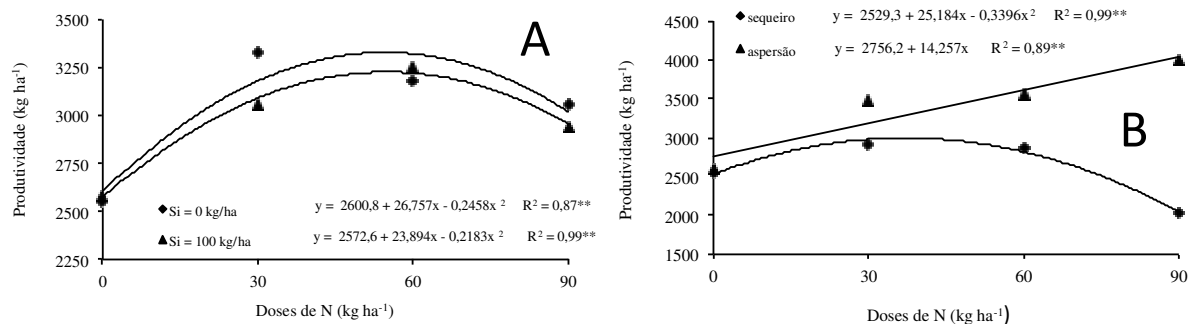 3500
3250
3000
2750
2500
2250
Produtividade (kg ha-1)
A
Si = 0 kg/ha y = 2600,8 + 26,757x - 0,2458x 2 R2 = 0,87**
Si = 100 kg/ha y = 2572,6 + 23,894x - 0,2183x 2 R2 = 0,99**
0 30 60 90
Doses de N (kg ha-1)
sequeiro y = 2529,3 + 25,184x - 0,3396x2 R2 = 0,99**
aspersão y = 2756,2 + 14,257x R2 = 0,89**
4500
4000
3500
3000
2500
2000
1500
Produtividade (kg ha-1)
B
0 30 60 90
Doses de N (kg ha-1)